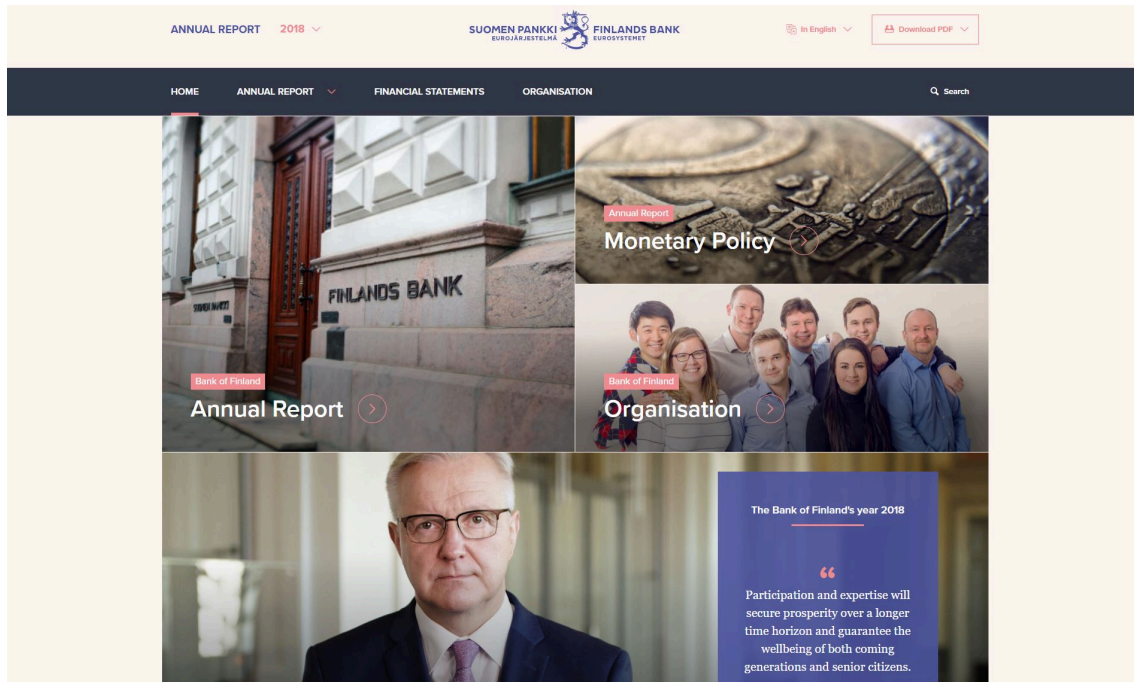 ANNUAL REPORT 2018
SUOMEN PANKKI FINLANDS BANK
EUROJÄRJESTELMÄ EUROSYSTEMET
In English
Download PDF
HOME ANNUAL REPORT FINANCIAL STATEMENTS ORGANISATION
Search
SUOMEN PANKKI
FINLANDS BANK
Bank of Finland
Annual Report
Annual Report
Monetary Policy
Bank of Finland
Organisation
The Bank of Finland's year 2018
“
Participation and expertise will
secure prosperity over a longer
time horizon and guarantee the
wellbeing of both coming
generations and senior citizens.